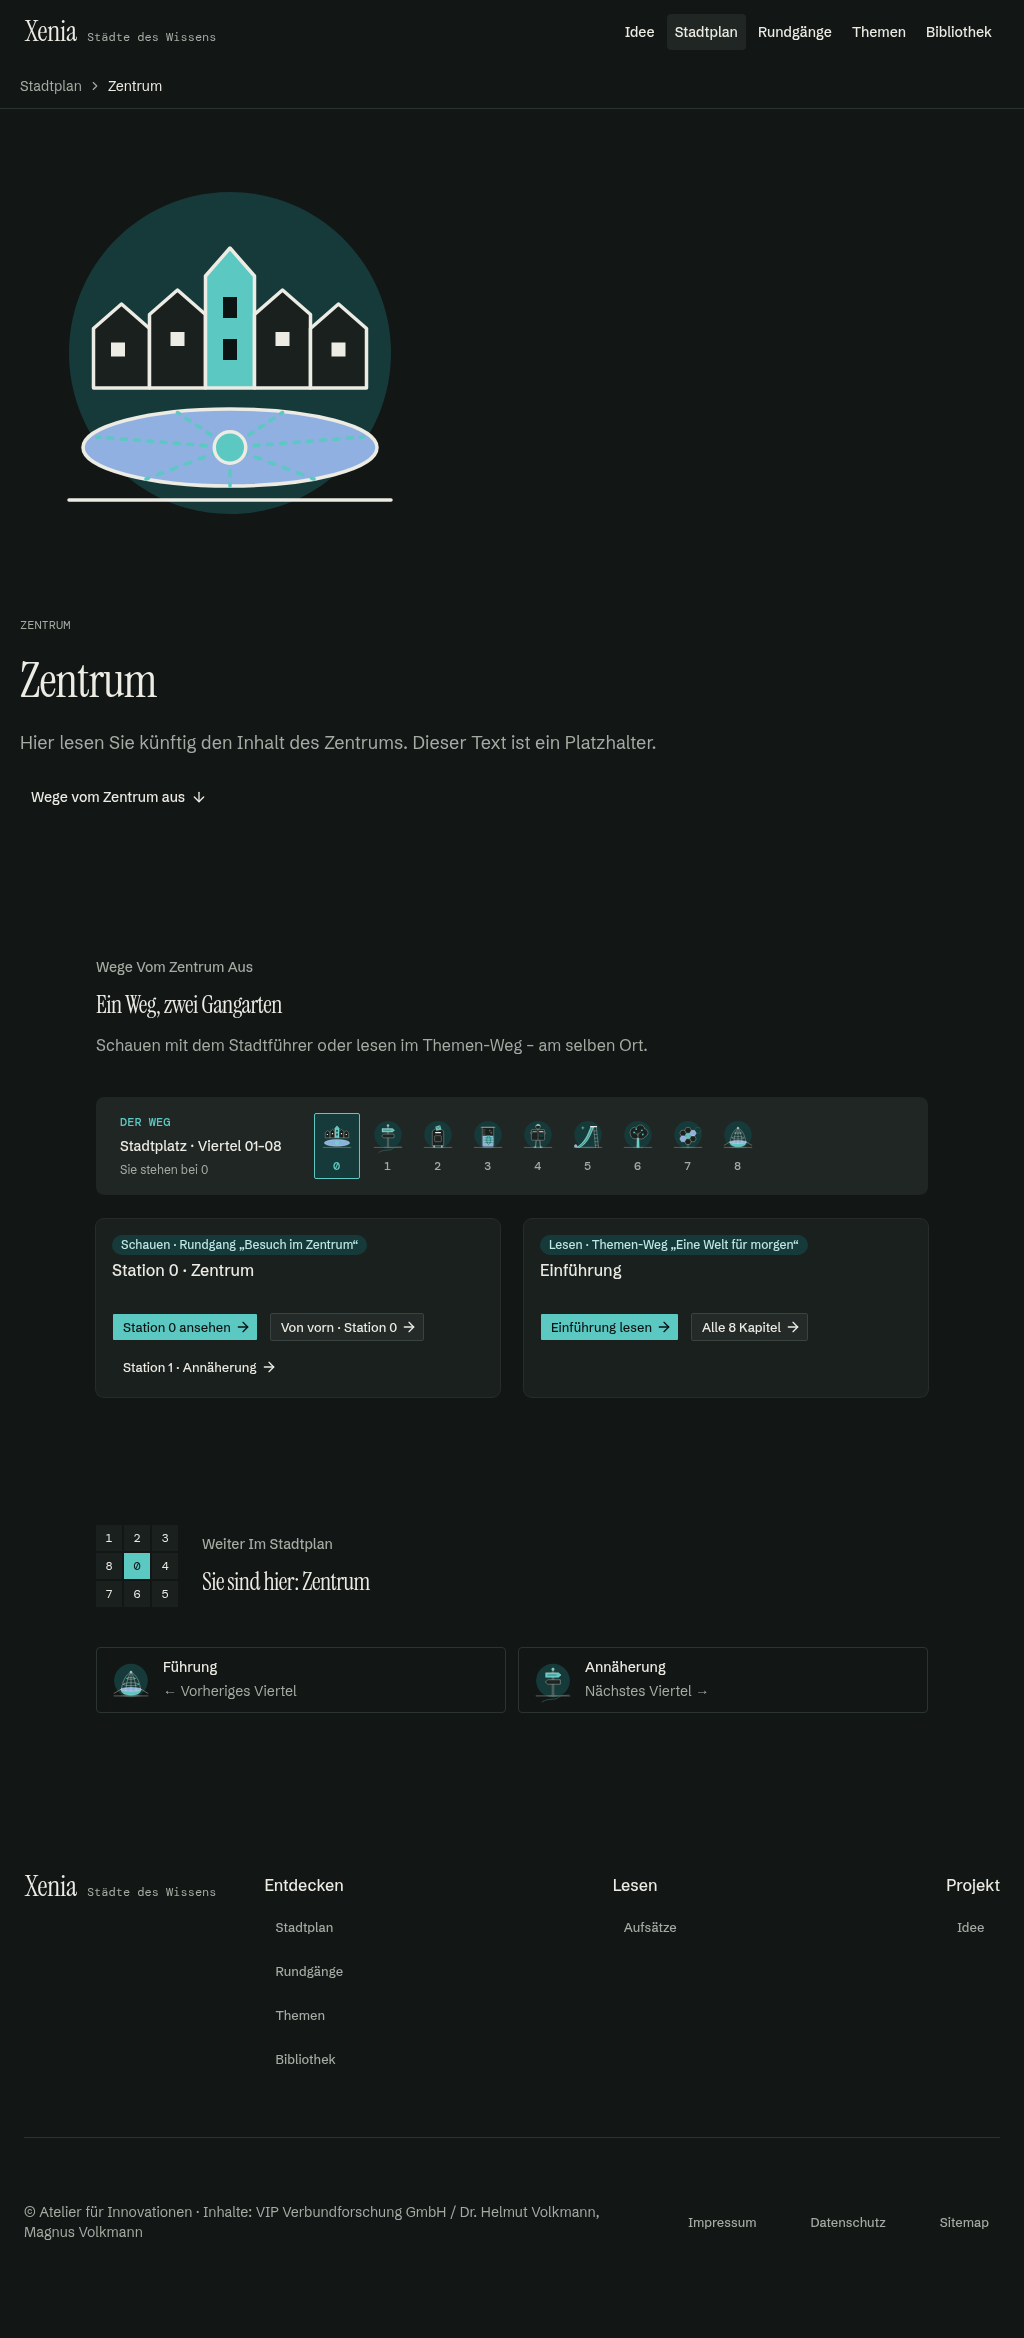 Xenia Städte des Wissens
Idee Stadtplan Rundgänge Themen Bibliothek
Stadtplan > Zentrum
ZENTRUM
Zentrum
Hier lesen Sie künftig den Inhalt des Zentrums. Dieser Text ist ein Platzhalter.
Wege vom Zentrum aus ↓
Wege Vom Zentrum Aus
Ein Weg, zwei Gangarten
Schauen mit dem Stadtführer oder lesen im Themen-Weg – am selben Ort.
DER WEG
Stadtplatz · Viertel 01–08
Sie stehen bei 0
0 1 2 3 4 5 6 7 8
Schauen · Rundgang „Besuch im Zentrum“
Station 0 · Zentrum
Station 0 ansehen →
Von vorn · Station 0 →
Station 1 · Annäherung →
Lesen · Themen-Weg „Eine Welt für morgen“
Einführung
Einführung lesen →
Alle 8 Kapitel →
1 2 3
8 0 4
7 6 5
Weiter Im Stadtplan
Sie sind hier: Zentrum
Führung
← Vorheriges Viertel
Annäherung
Nächstes Viertel →
Xenia Städte des Wissens
Entdecken
Stadtplan
Rundgänge
Themen
Bibliothek
Lesen
Aufsätze
Projekt
Idee
© Atelier für Innovationen · Inhalte: VIP Verbundforschung GmbH / Dr. Helmut Volkmann,
Magnus Volkmann
Impressum Datenschutz Sitemap